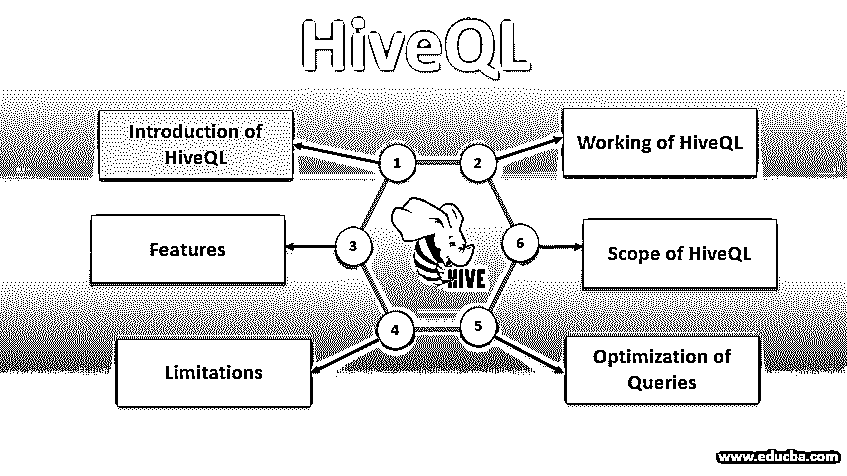 HiveQL
Introduction of
HiveQL
1
2
Working of HiveQL
Features
3
HIVE
6
Scope of HiveQL
Limitations
4
5
Optimization of
Queries
www.educba.com